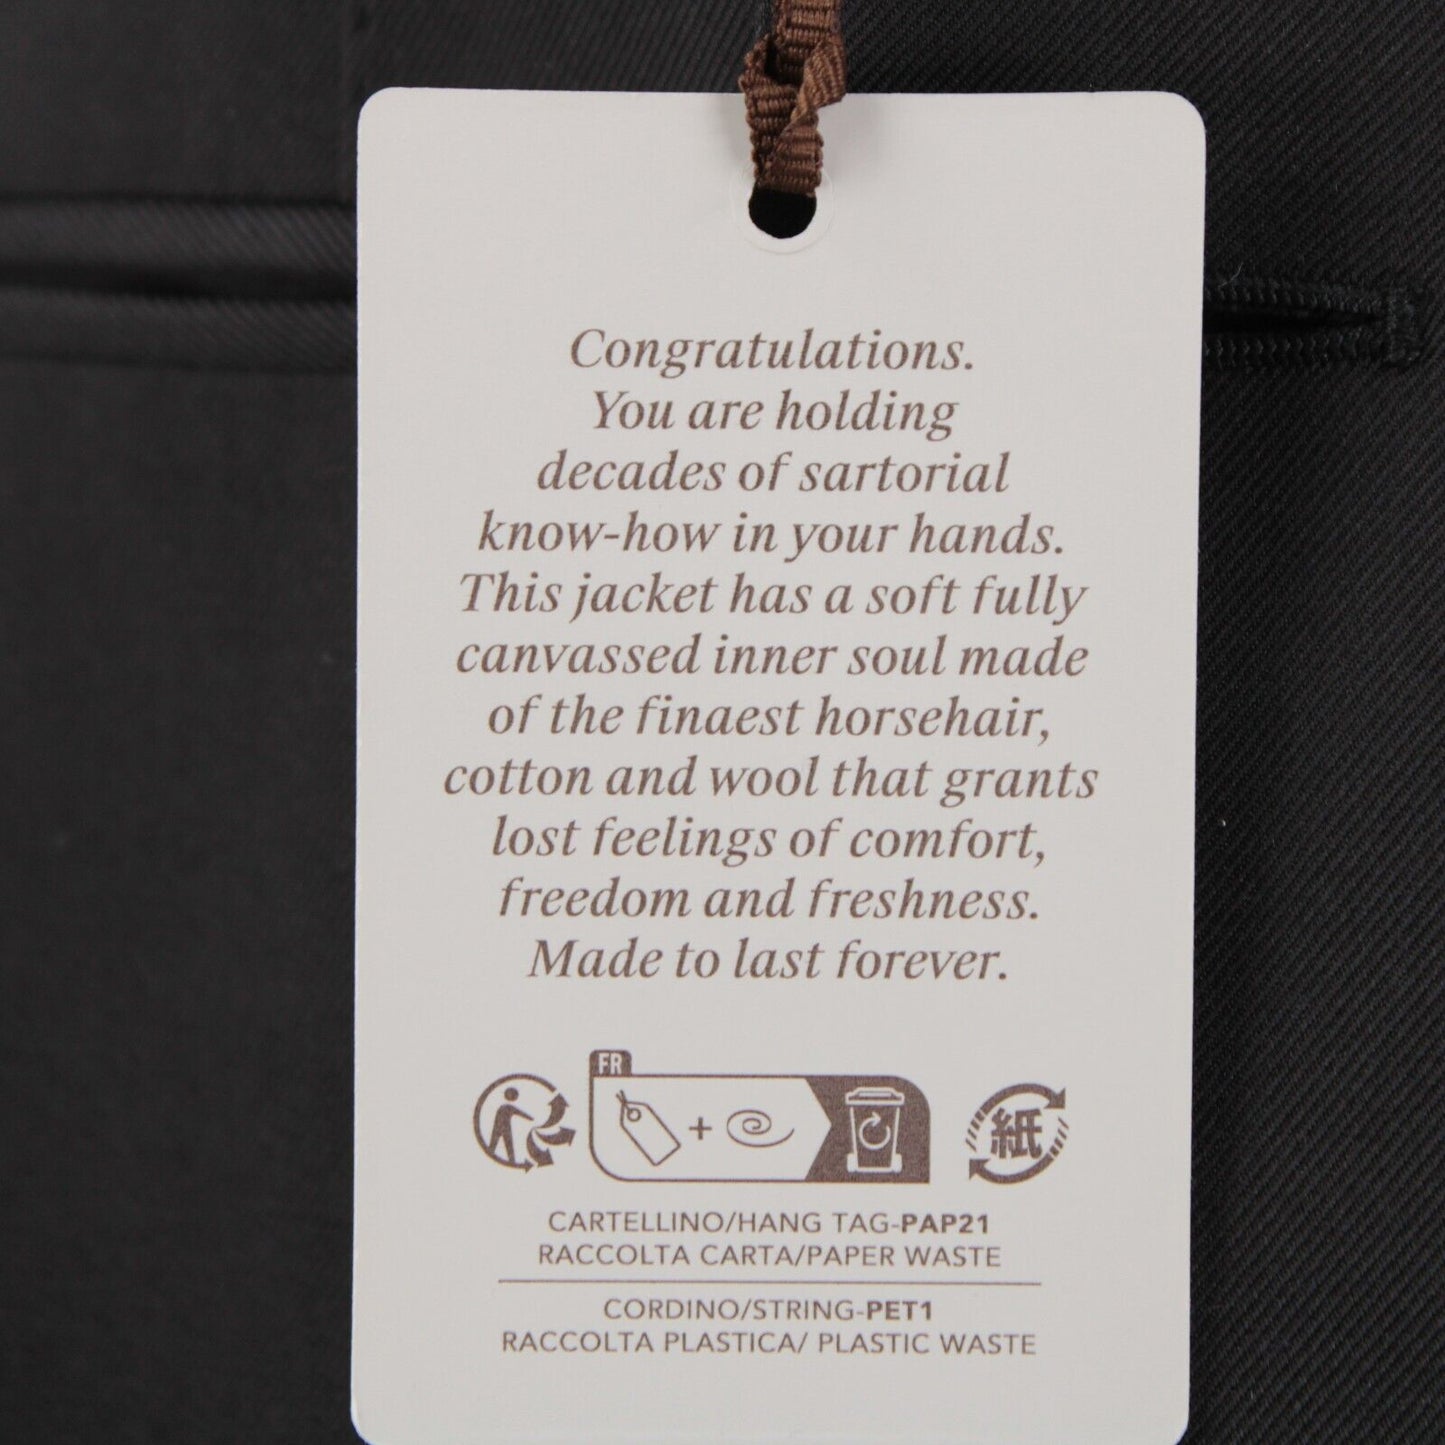 Congratulations.
You are holding
decades of sartorial
know-how in your hands.
This jacket has a soft fully
canvassed inner soul made
of the finaest horsehair,
cotton and wool that grants
lost feelings of comfort,
freedom and freshness.
Made to last forever.
FR
紙
CARTELLINO/HANG TAG-PAP21
RACCOLTA CARTA/PAPER WASTE
CORDINO/STRING-PET1
RACCOLTA PLASTICA/ PLASTIC WASTE